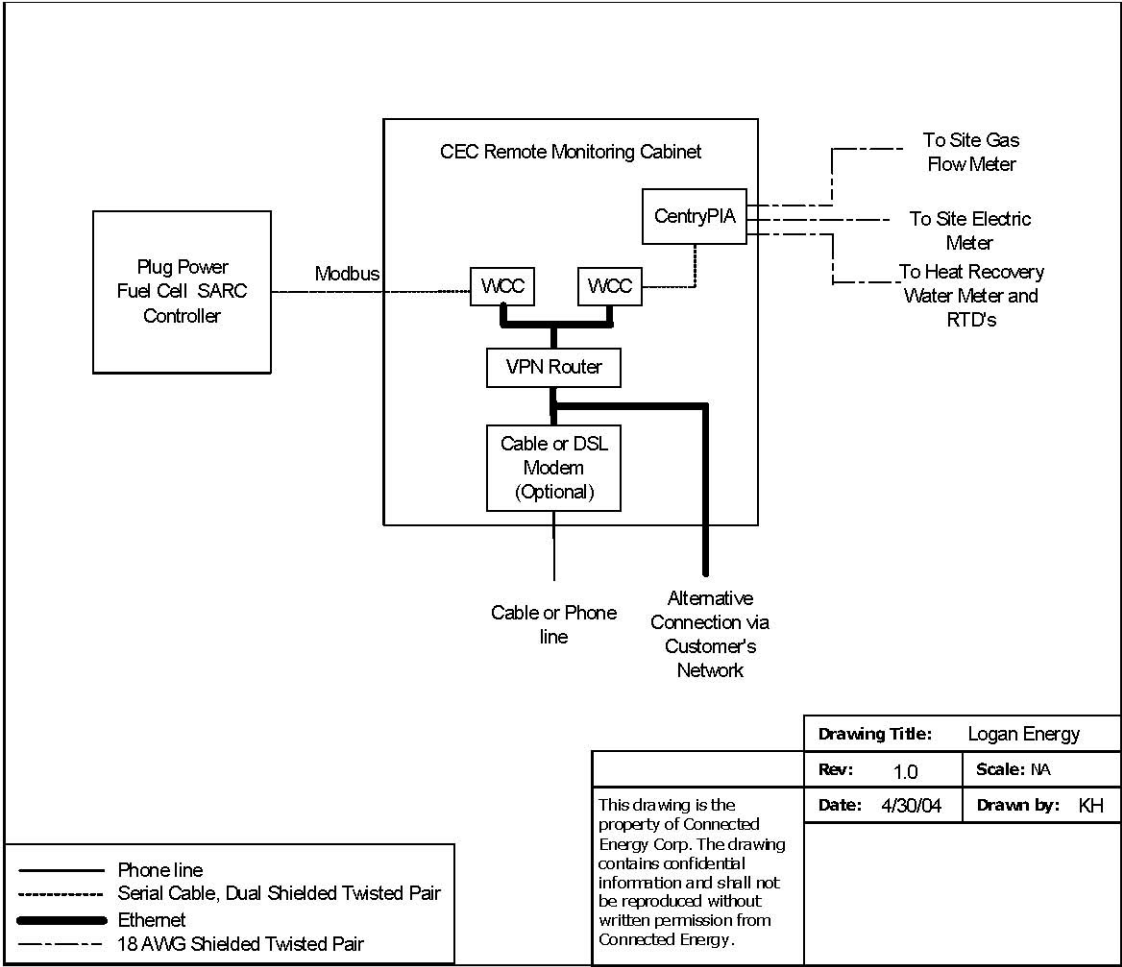 CEC Remote Monitoring Cabinet
To Site Gas
Flow Meter
CentryPIA
To Site Electric
Meter
Plug Power
Fuel Cell SARC
Controller
Modbus
WCC
WCC
To Heat Recovery
Water Meter and
RTD's
VPN Router
Cable or DSL
Modem
(Optional)
Cable or Phone
line
Alternative
Connection via
Customer's
Network
Drawing Title: Logan Energy
Rev: 1.0
Scale: NA
Date: 4/30/04
Drawn by: KH
This drawing is the
property of Connected
Energy Corp. The drawing
contains confidential
information and shall not
be reproduced without
written permission from
Connected Energy.
Phone line
Serial Cable, Dual Shielded Twisted Pair
Ethernet
18 AWG Shielded Twisted Pair